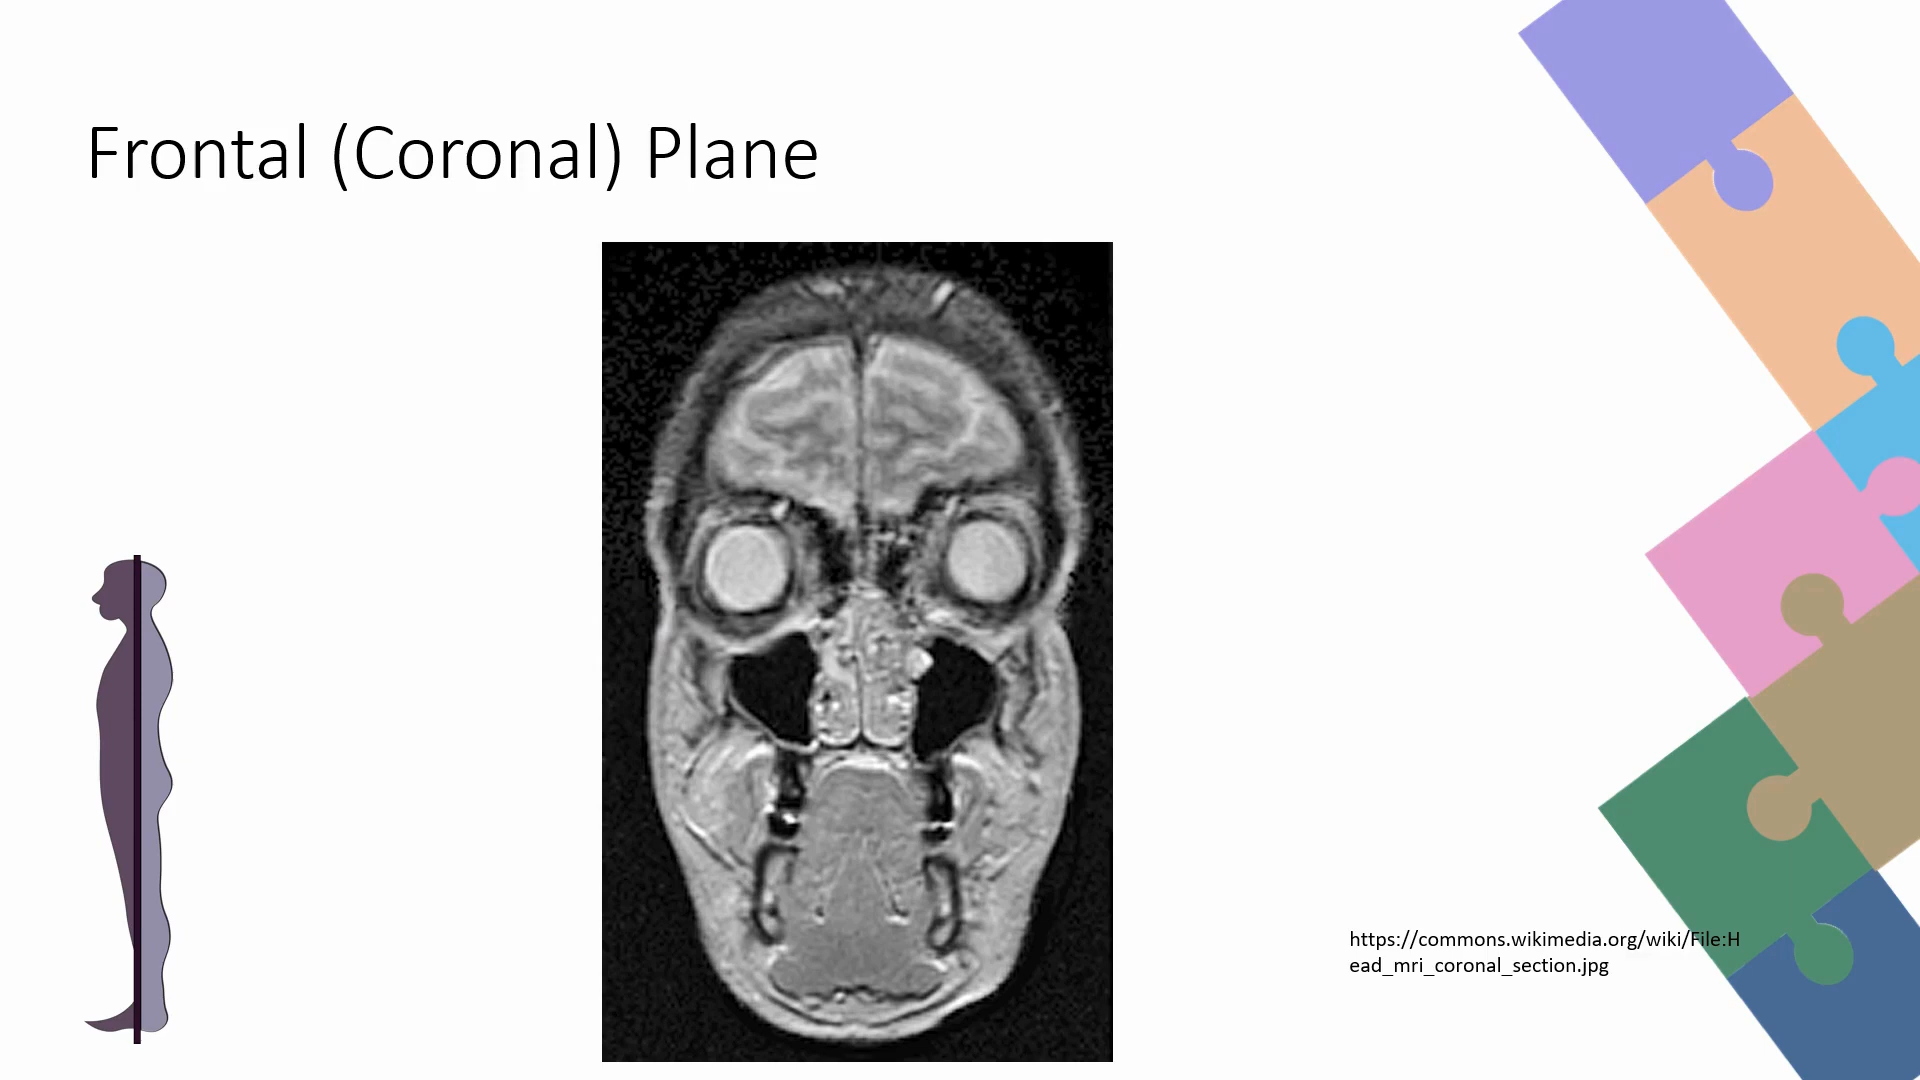 Frontal (Coronal) Plane
https://commons.wikimedia.org/wiki/File:H
ead_mri_coronal_section.jpg